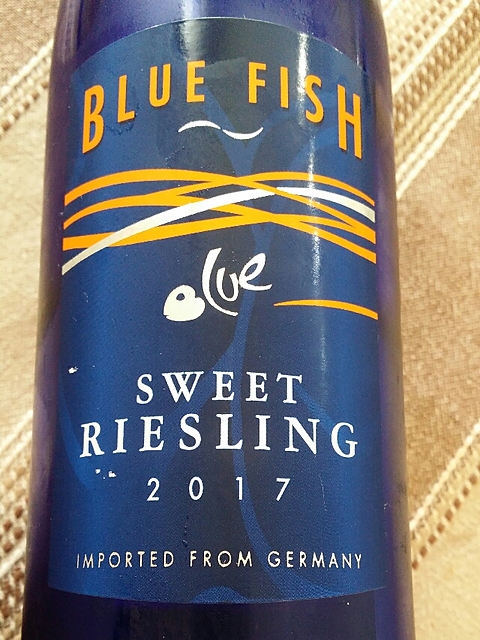 BLUE FISH
Blue
SWEET
RIESLING
2017
IMPORTED FROM GERMANY